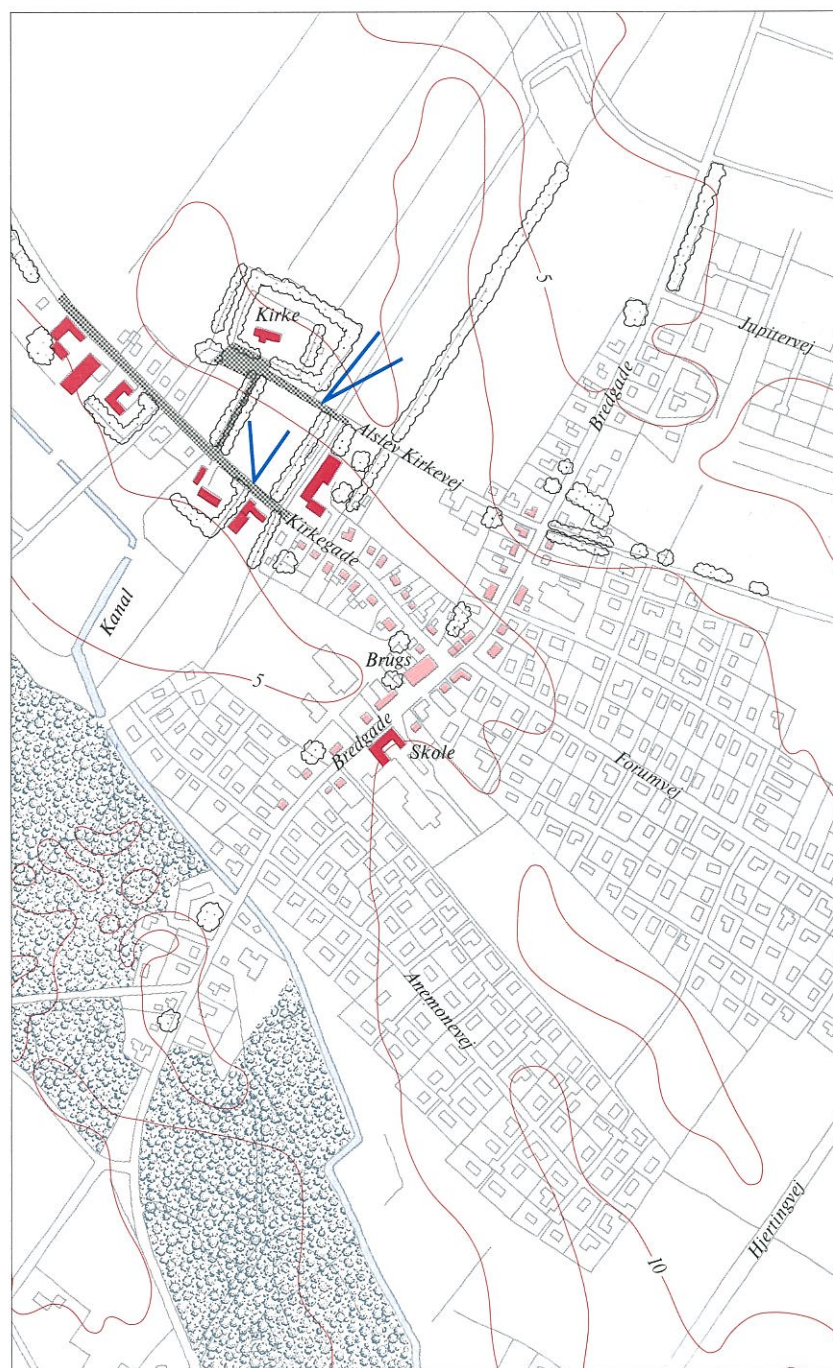 5
Kirke
Jupitervej
Bredgade
Alslev Kirkevej
Kirkegade
Kanal
Brugs
5
Bredgade
Skole
Forumvej
Anemonevej
10
Hjertingvej